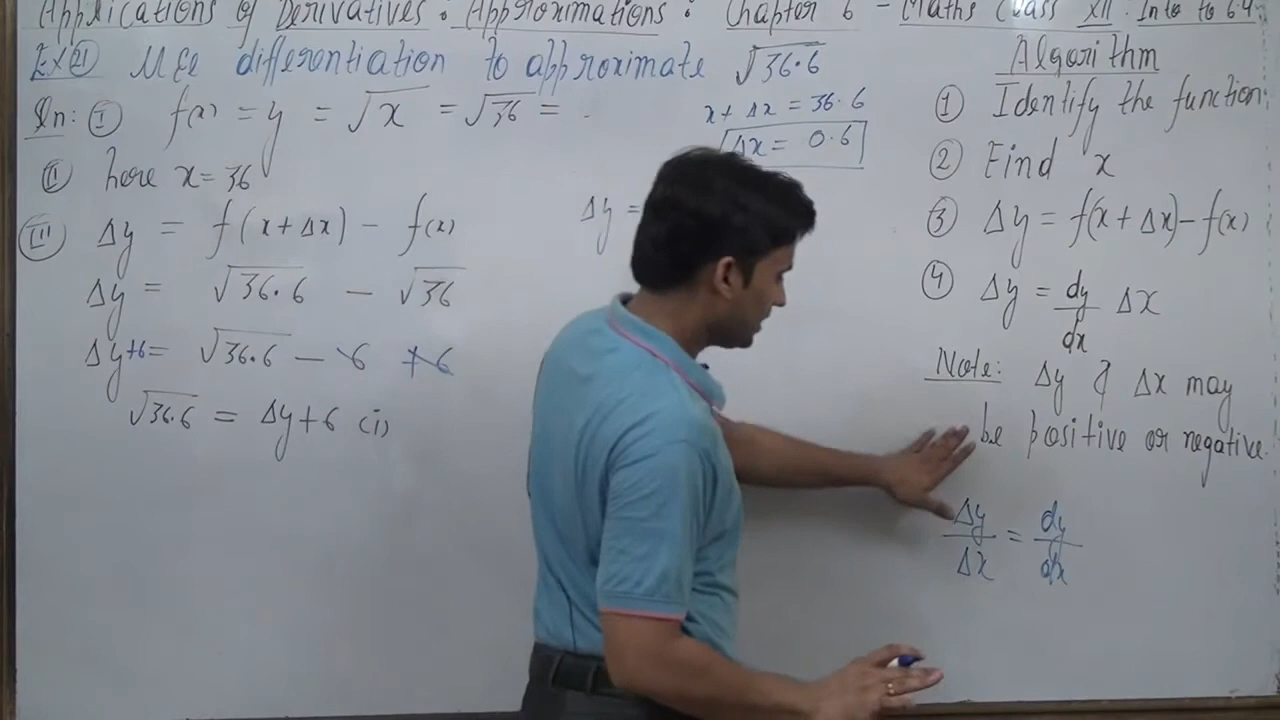 Applications of Derivatives: Approximations: Chapter 6 - Maths Class XII.
Ex 21 Use differentiation to approximate √36.6
Sln: I f(x) = y = √x = √36 =
II here x = 36
x + Δx = 36.6
Δx = 0.6
III Δy = f(x+Δx) - f(x)
Δy = √36.6 - √36
Δy +6 = √36.6 - 6 +6
√36.6 = Δy+6 (i)
Δy =
Algorithm
① Identify the function:
② Find x
③ Δy = f(x + Δx) - f(x)
④ Δy = dy/dx Δx
Note: Δy & Δx may
be positive or negative.
Δy/Δx = dy/dx